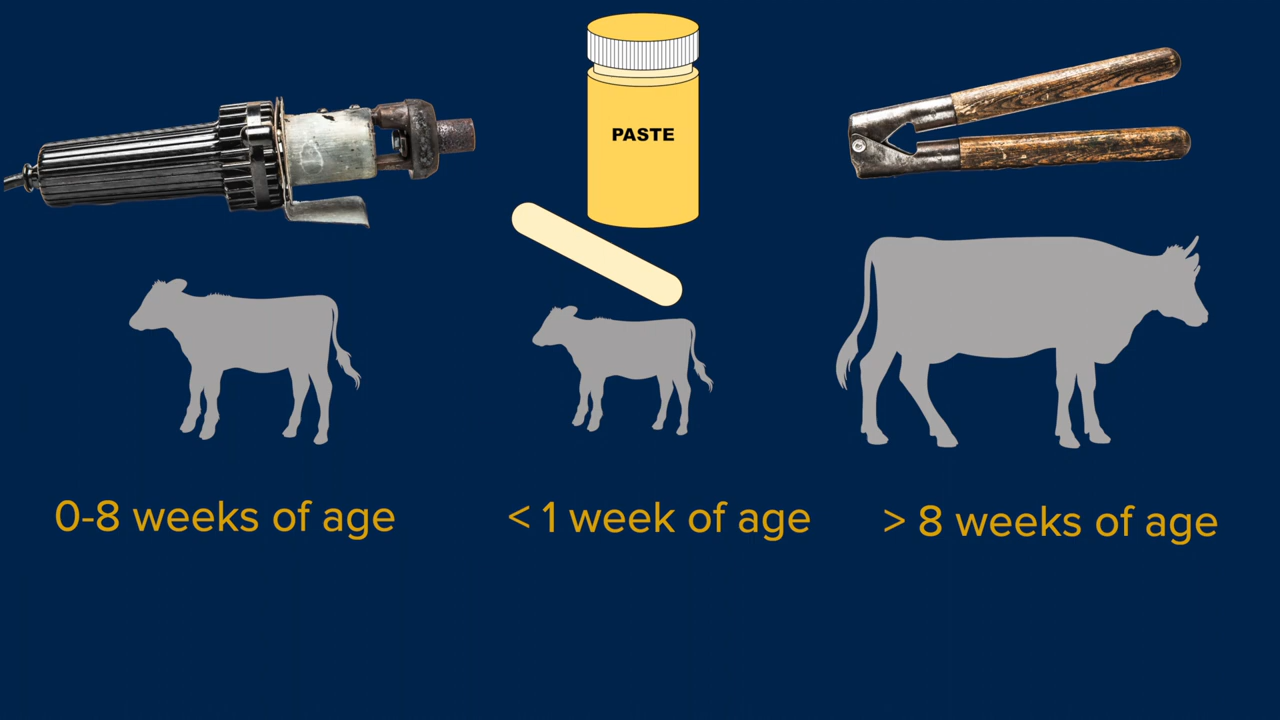 PASTE
0-8 weeks of age
< 1 week of age
> 8 weeks of age